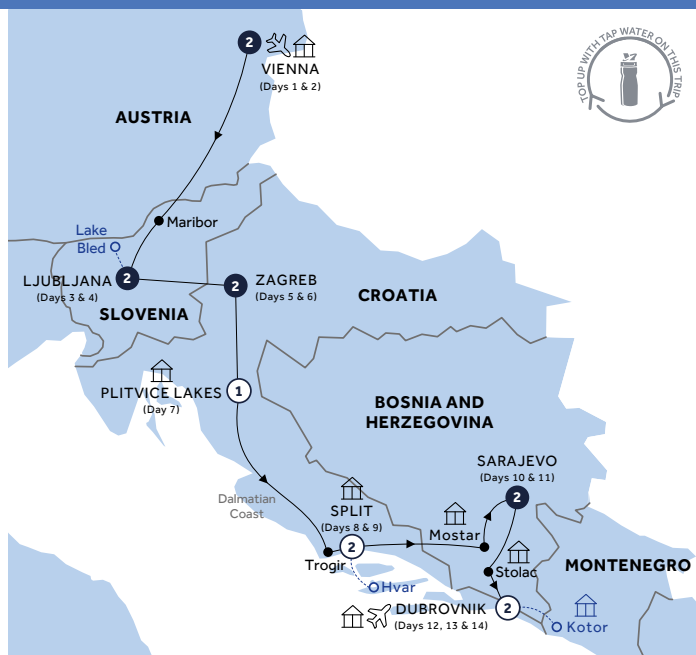 TOP UP WITH TAP WATER ON THIS TRIP
2
VIENNA
(Days 1 & 2)
AUSTRIA
Maribor
Lake
Bled
LJUBLJANA
2
(Days 3 & 4)
SLOVENIA
2
ZAGREB
(Days 5 & 6)
CROATIA
PLITVICE LAKES
1
(Day 7)
BOSNIA AND
HERZEGOVINA
SARAJEVO
(Days 10 & 11)
2
Dalmatian
Coast
SPLIT
(Days 8 & 9)
2
Mostar
Trogir
Stolac
MONTENEGRO
Hvar
DUBROVNIK
2
(Days 12, 13 & 14)
Kotor